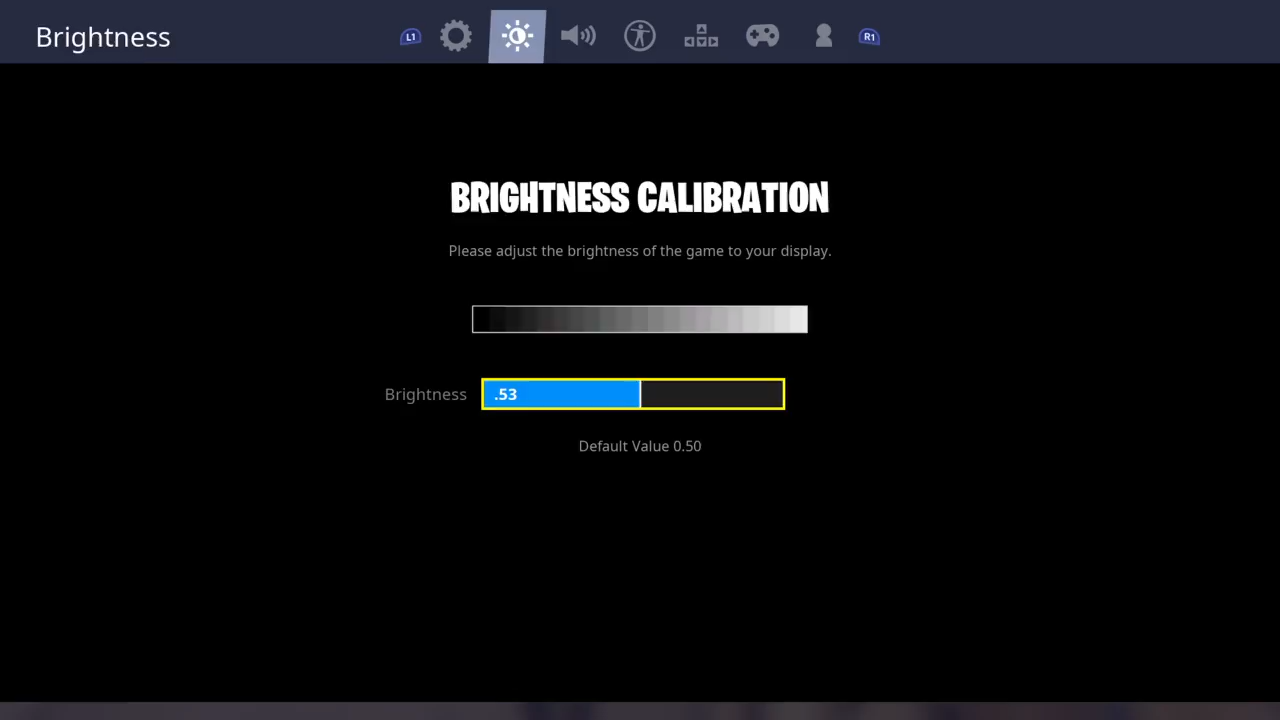 Brightness
L1
R1
BRIGHTNESS CALIBRATION
Please adjust the brightness of the game to your display.
Brightness .53
Default Value 0.50